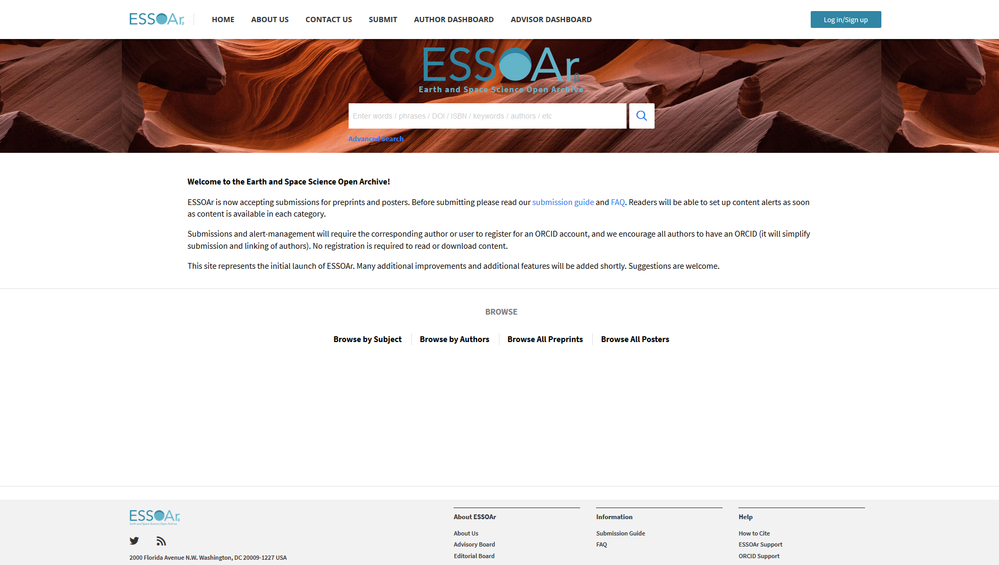 ESSOAr β
HOME
ABOUT US
CONTACT US
SUBMIT
AUTHOR DASHBOARD
ADVISOR DASHBOARD
Log in/Sign up
ESSOAr β
Earth and Space Science Open Archive
Enter words / phrases / DOI / ISBN / keywords / authors / etc
Advanced Search
Welcome to the Earth and Space Science Open Archive!
ESSOAr is now accepting submissions for preprints and posters. Before submitting please read our submission guide and FAQ. Readers will be able to set up content alerts as soon
as content is available in each category.
Submissions and alert-management will require the corresponding author or user to register for an ORCID account, and we encourage all authors to have an ORCID (it will simplify
submission and linking of authors). No registration is required to read or download content.
This site represents the initial launch of ESSOAr. Many additional improvements and additional features will be added shortly. Suggestions are welcome.
BROWSE
Browse by Subject
Browse by Authors
Browse All Preprints
Browse All Posters
ESSOAr β
Earth and Space Science Open Archive
2000 Florida Avenue N.W. Washington, DC 20009-1227 USA
About ESSOAr
About Us
Advisory Board
Editorial Board
Information
Submission Guide
FAQ
Help
How to Cite
ESSOAr Support
ORCID Support